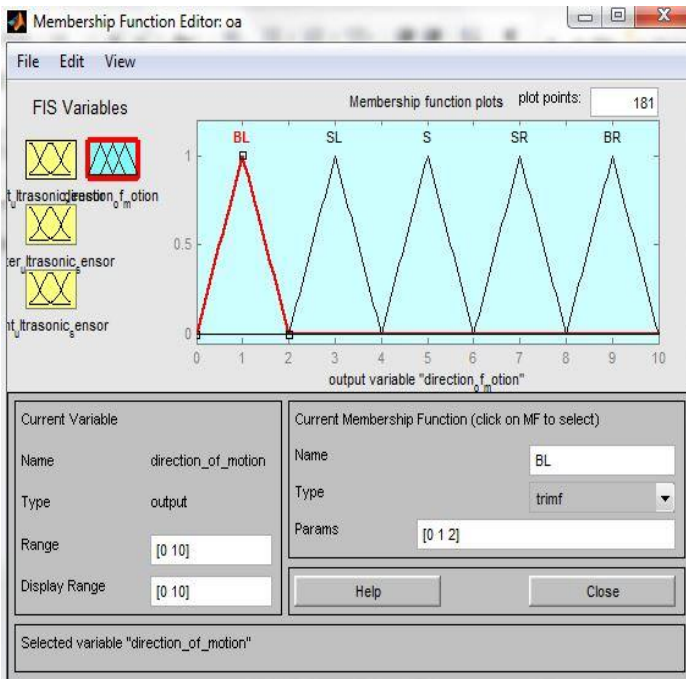 Membership Function Editor: oa
File Edit View
FIS Variables
Membership function plots plot points: 181
BL SL S SR BR
1
0.5
0
0 1 2 3 4 5 6 7 8 9 10
output variable "direction_of_motion"
Current Variable
Name direction_of_motion
Type output
Range [0 10]
Display Range [0 10]
Current Membership Function (click on MF to select)
Name BL
Type trimf
Params [0 1 2]
Help Close
Selected variable "direction_of_motion"